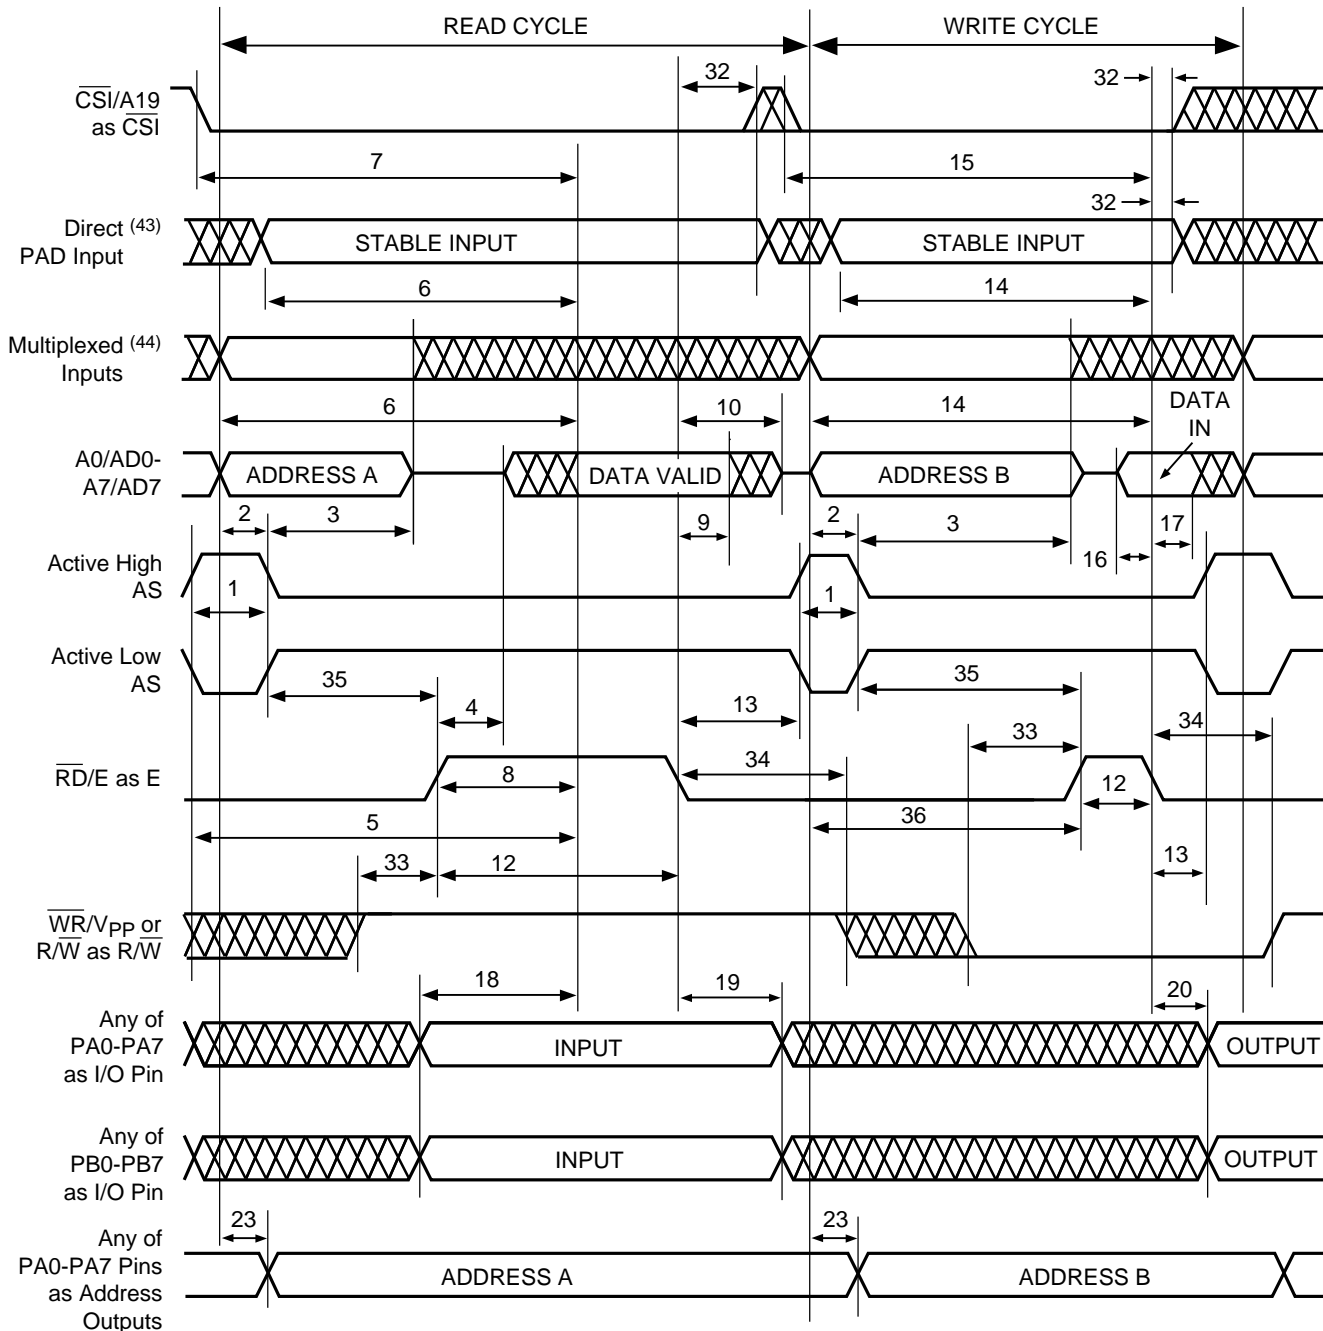 READ CYCLE
WRITE CYCLE
32
32
CSI/A19
as CSI
7
15
32
Direct (43)
PAD Input
STABLE INPUT
STABLE INPUT
6
14
Multiplexed (44)
Inputs
6
10
14
DATA
IN
A0/AD0-
A7/AD7
ADDRESS A
DATA VALID
ADDRESS B
2
3
9
2
3
17
16
Active High
AS
1
1
Active Low
AS
35
35
4
13
34
33
34
RD/E as E
8
12
5
36
33
12
13
WR/VPP or
R/W as R/W
18
19
20
Any of
PA0-PA7
as I/O Pin
INPUT
OUTPUT
Any of
PB0-PB7
as I/O Pin
INPUT
OUTPUT
23
23
Any of
PA0-PA7 Pins
as Address
Outputs
ADDRESS A
ADDRESS B